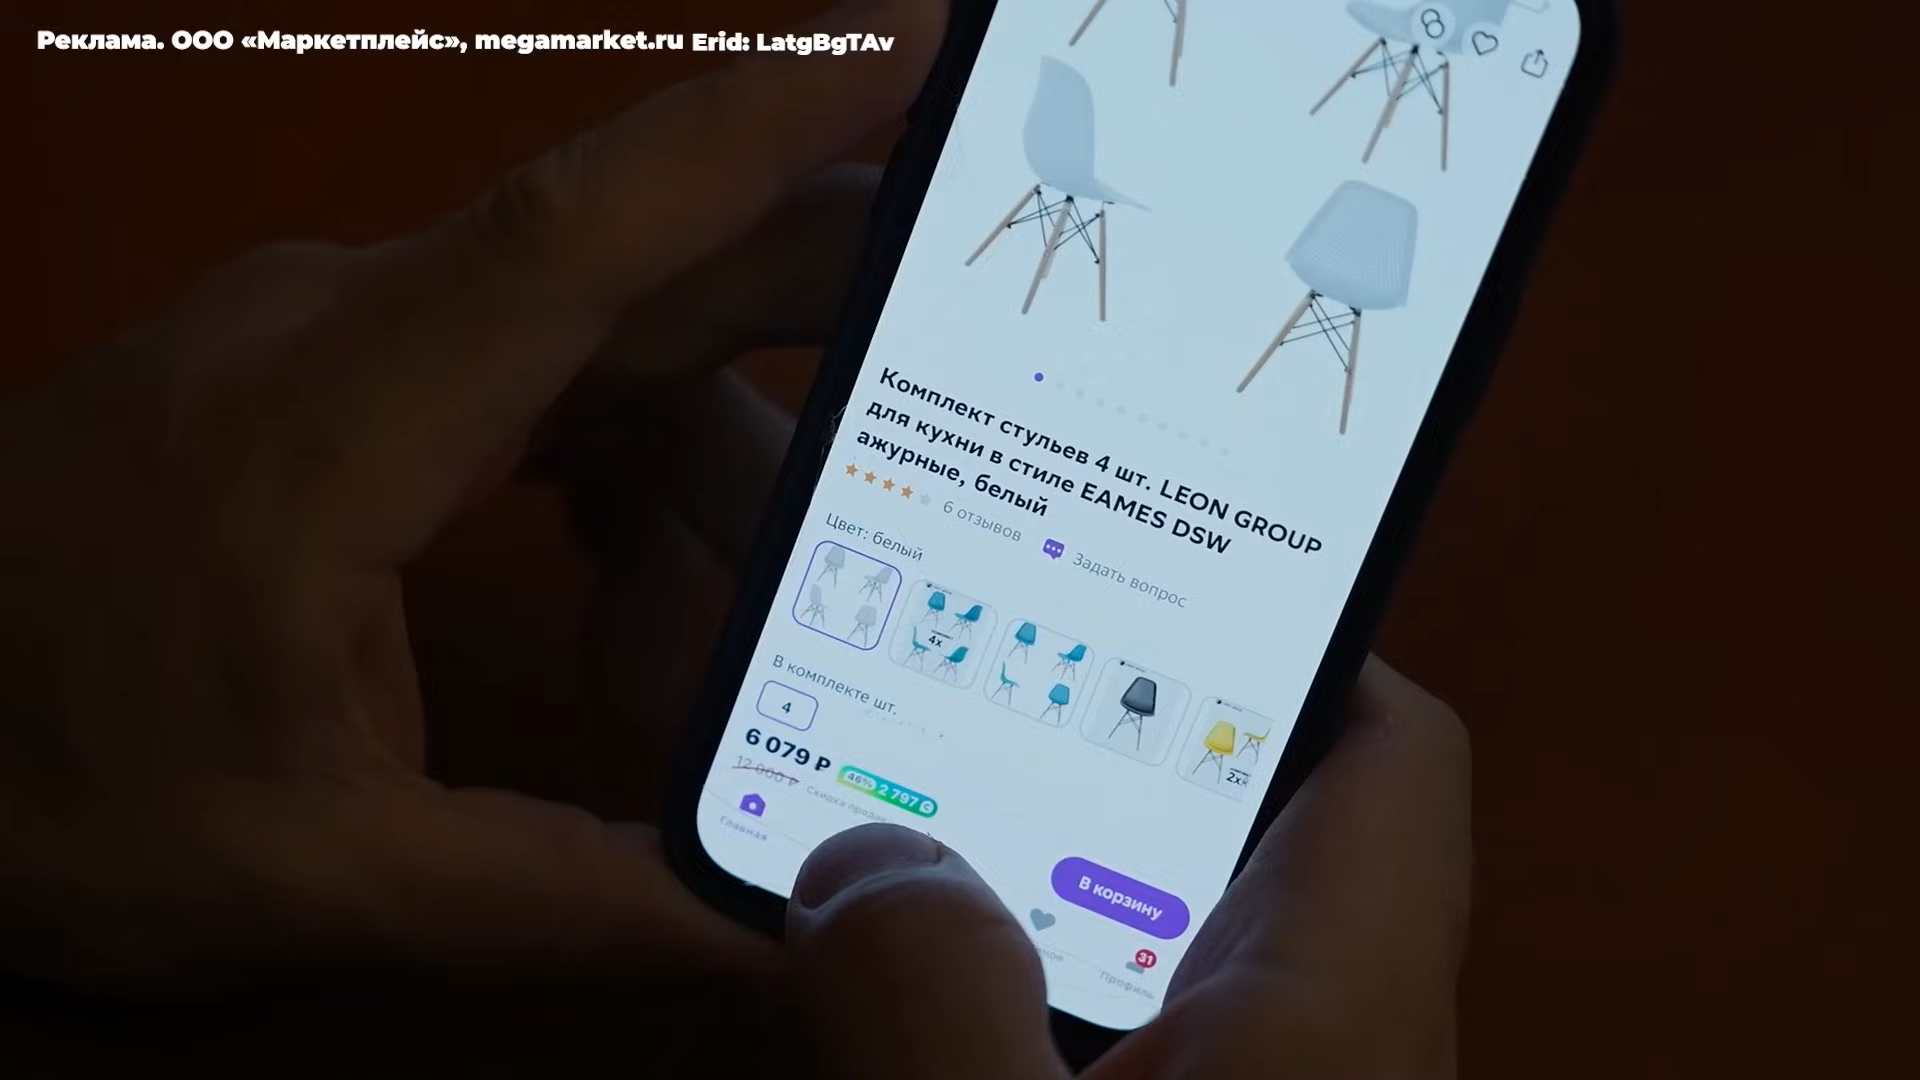 Реклама. ООО «Маркетплейс», megamarket.ru Erid: LatgBgTAv
Комплект стульев 4 шт. LEON GROUP
для кухни в стиле EAMES DSW
ажурные, белый
6 отзывов
Задать вопрос
Цвет: белый
4x
2x
В комплекте шт.
4
6 079 ₽
46% 2 797
12 000 ₽
Скидка
Главная
В корзину
31
Профиль